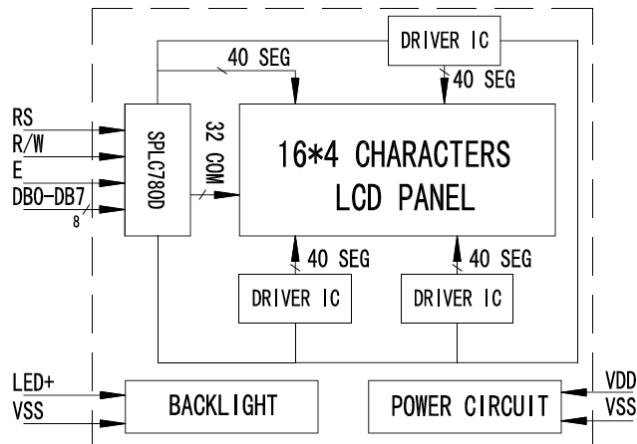 DRIVER IC
40 SEG
40 SEG
RS
R/W
E
DB0-DB7
8
SPLC780D
32 COM
16*4 CHARACTERS
LCD PANEL
40 SEG
40 SEG
DRIVER IC
DRIVER IC
LED+
VSS
BACKLIGHT
POWER CIRCUIT
VDD
VSS